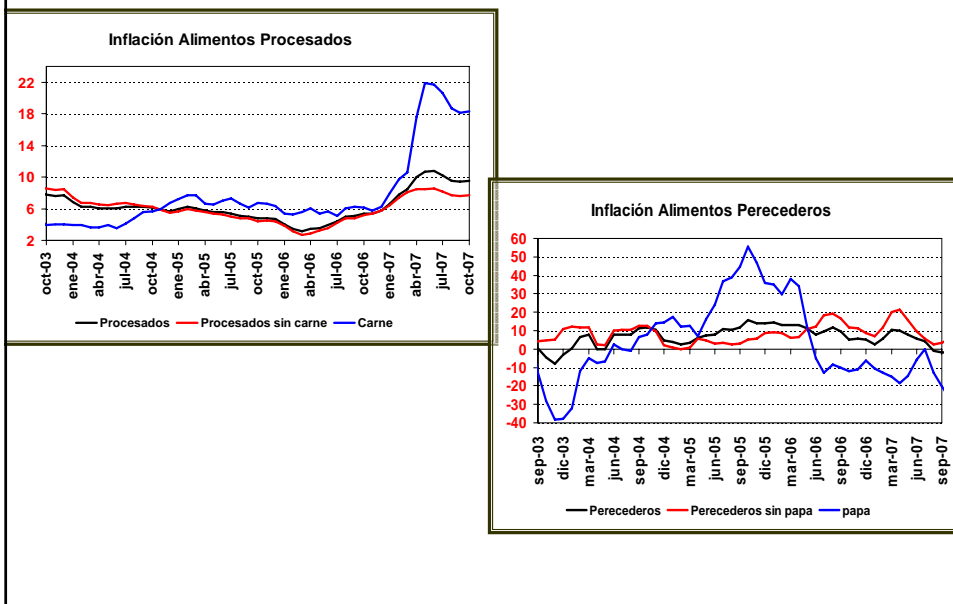 Inflación Alimentos Procesados
22
18
14
10
6
2
oct-03
ene-04
abr-04
jul-04
oct-04
ene-05
abr-05
jul-05
oct-05
ene-06
abr-06
jul-06
oct-06
ene-07
abr-07
jul-07
oct-07
Procesados Procesados sin carne Carne
Inflación Alimentos Perecederos
60
50
40
30
20
10
0
-10
-20
-30
-40
sep-03
dic-03
mar-04
jun-04
sep-04
dic-04
mar-05
jun-05
sep-05
dic-05
mar-06
jun-06
sep-06
dic-06
mar-07
jun-07
sep-07
Perecederos Perecederos sin papa papa